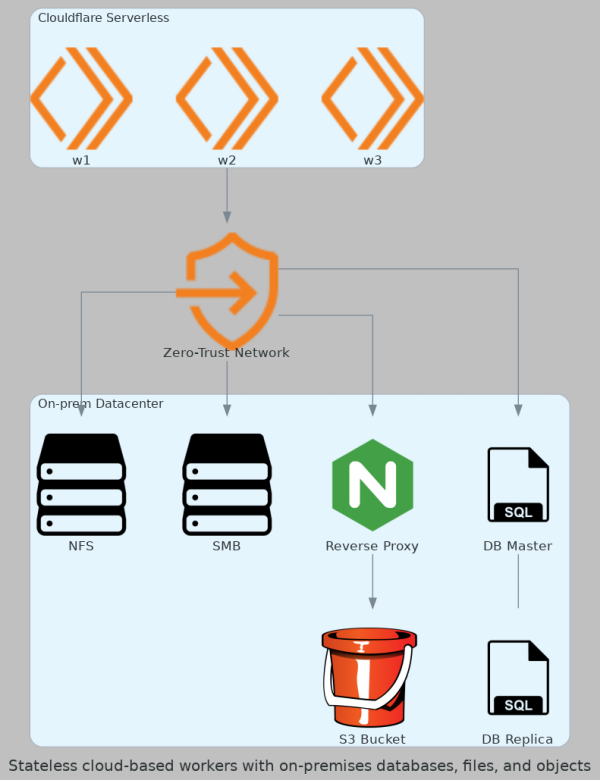 Clouldflare Serverless
w1
w2
w3
Zero-Trust Network
On-prem Datacenter
NFS
SMB
N
Reverse Proxy
SQL
DB Master
S3 Bucket
SQL
DB Replica
Stateless cloud-based workers with on-premises databases, files, and objects